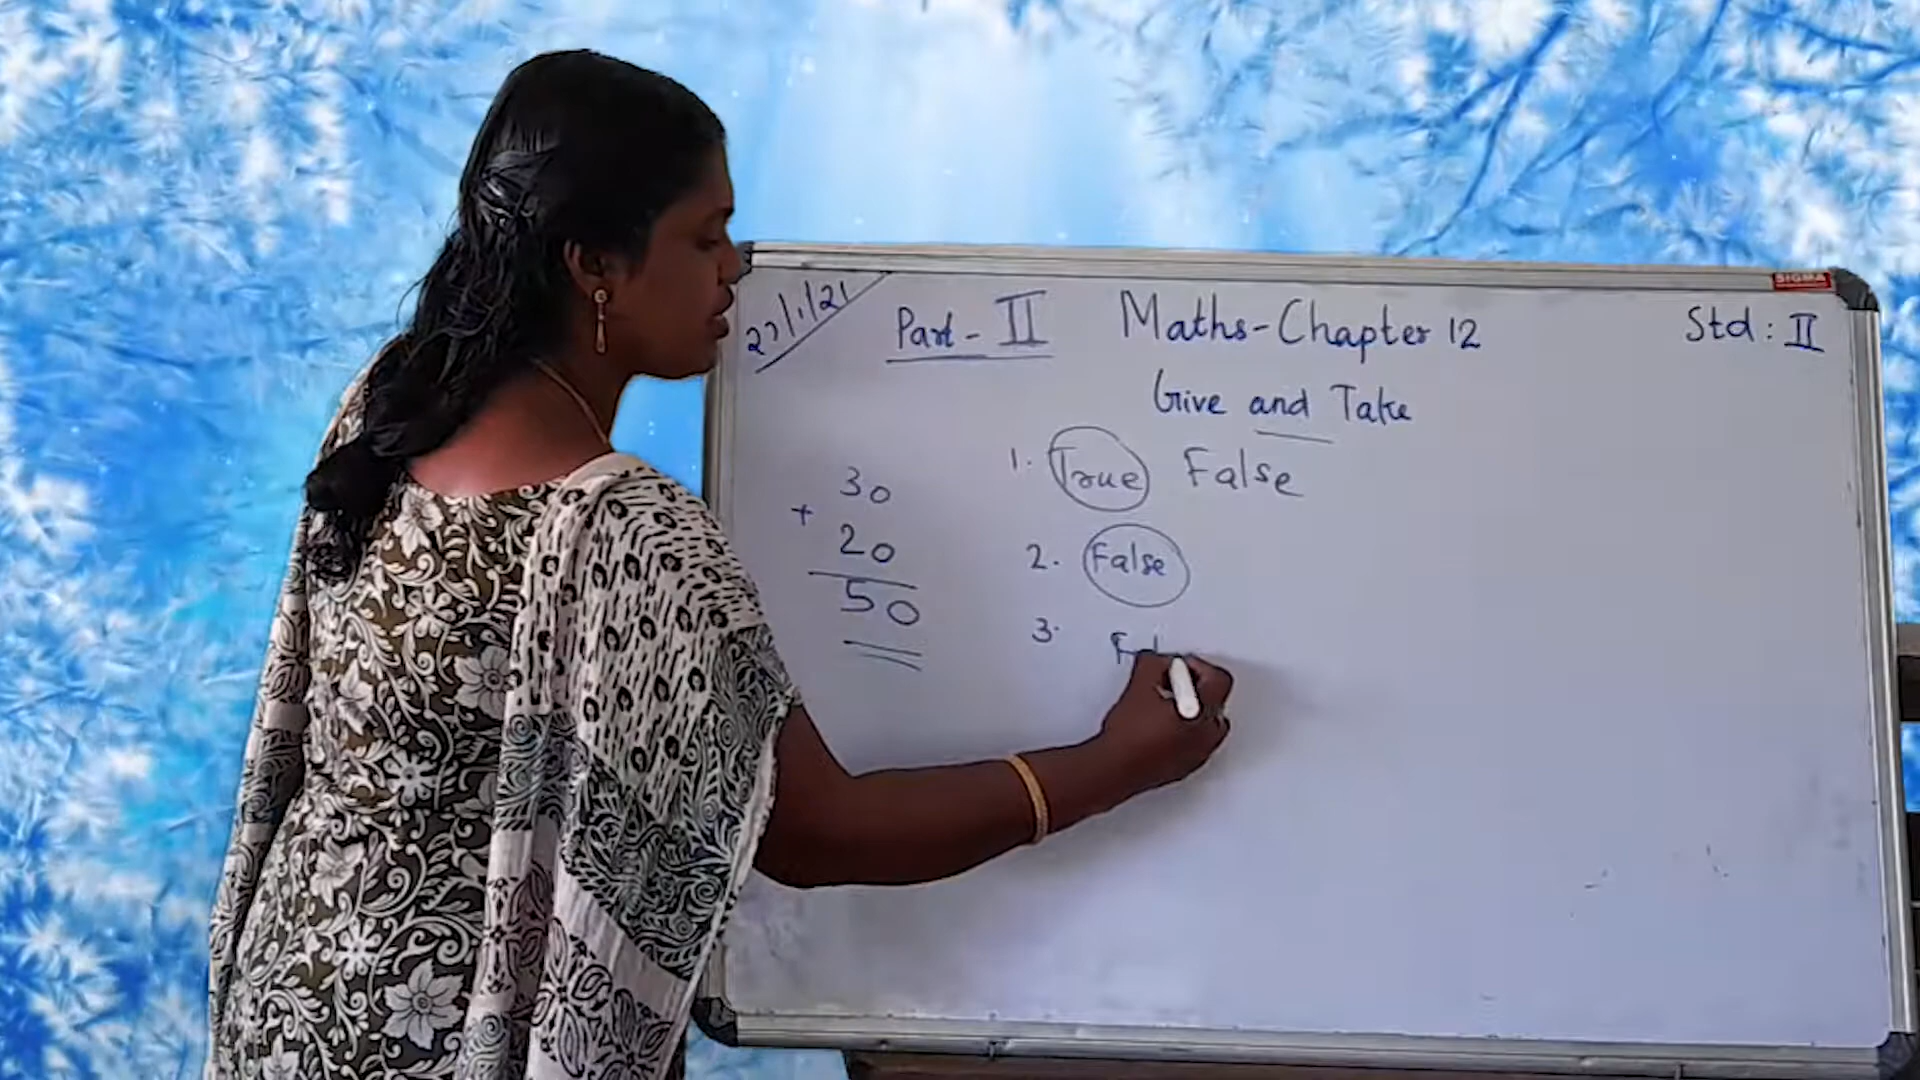 27/1/21
Part - II Maths - Chapter 12 Std : II
Give and Take
30
+ 20
50
1. True False
2. False
3.
SIGMA